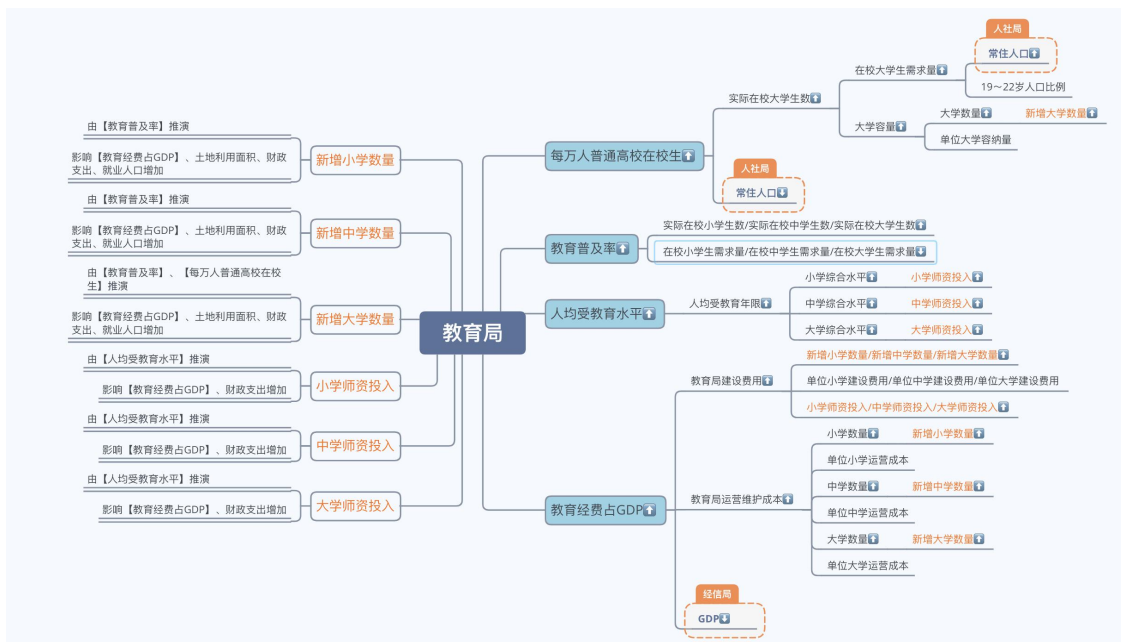 教育局
新增小学数量
由【教育普及率】推演
影响【教育经费占GDP】、土地利用面积、财政
支出、就业人口增加
新增中学数量
由【教育普及率】推演
影响【教育经费占GDP】、土地利用面积、财政
支出、就业人口增加
新增大学数量
由【教育普及率】、【每万人普通高校在校
生】推演
影响【教育经费占GDP】、土地利用面积、财政
支出、就业人口增加
小学师资投入
由【人均受教育水平】推演
影响【教育经费占GDP】、财政支出增加
中学师资投入
由【人均受教育水平】推演
影响【教育经费占GDP】、财政支出增加
大学师资投入
由【人均受教育水平】推演
影响【教育经费占GDP】、财政支出增加
每万人普通高校在校生⬆
实际在校大学生数⬆
在校大学生需求量⬆
人社局
常住人口⬆
19～22岁人口比例
大学容量⬆
大学数量⬆ 新增大学数量⬆
单位大学容纳量
人社局
常住人口⬇
教育普及率⬆
实际在校小学生数/实际在校中学生数/实际在校大学生数⬆
在校小学生需求量/在校中学生需求量/在校大学生需求量⬇
人均受教育水平⬆
人均受教育年限⬆
小学综合水平⬆ 小学师资投入⬆
中学综合水平⬆ 中学师资投入⬆
大学综合水平⬆ 大学师资投入⬆
教育经费占GDP⬆
教育局建设费用⬆
新增小学数量/新增中学数量/新增大学数量⬆
单位小学建设费用/单位中学建设费用/单位大学建设费用
小学师资投入/中学师资投入/大学师资投入⬆
教育局运营维护成本⬆
小学数量⬆ 新增小学数量⬆
单位小学运营成本
中学数量⬆ 新增中学数量⬆
单位中学运营成本
大学数量⬆ 新增大学数量⬆
单位大学运营成本
经信局
GDP⬇